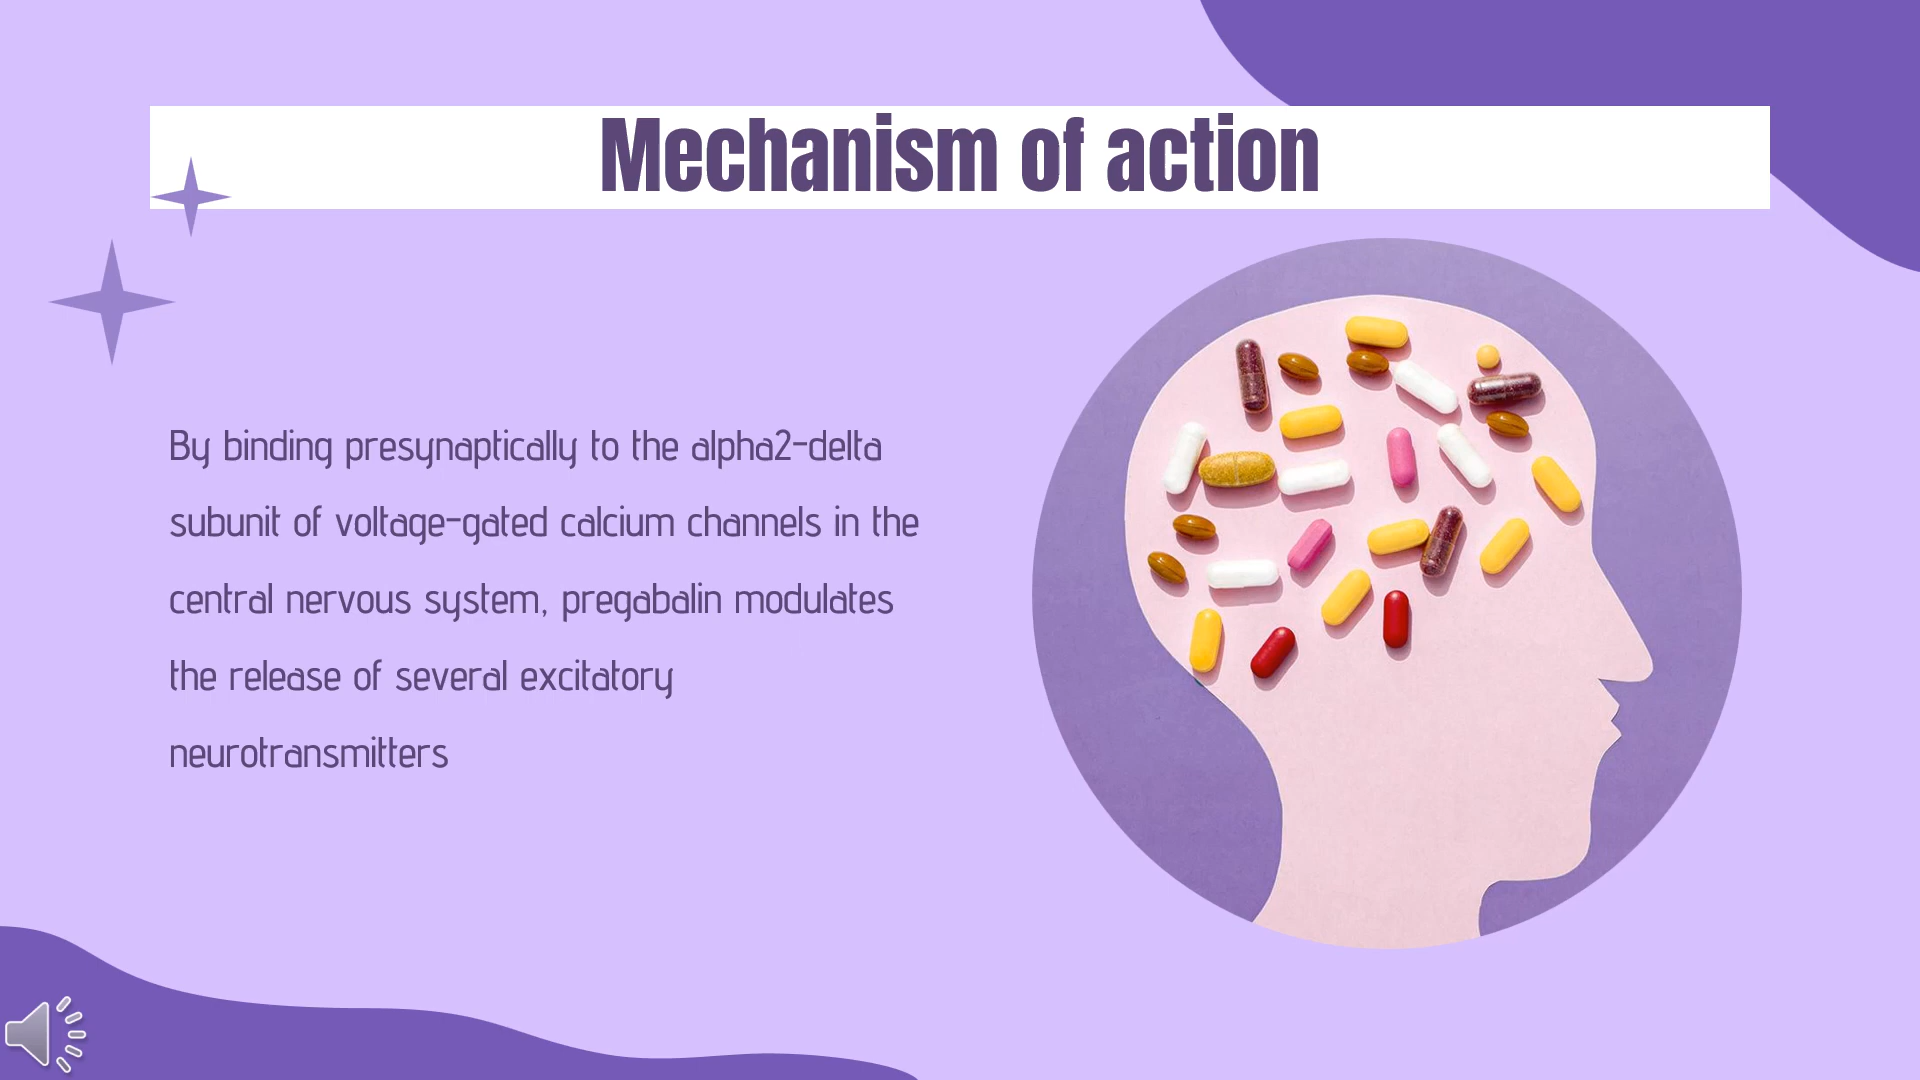 Mechanism of action
By binding presynaptically to the alpha2-delta
subunit of voltage-gated calcium channels in the
central nervous system, pregabalin modulates
the release of several excitatory
neurotransmitters